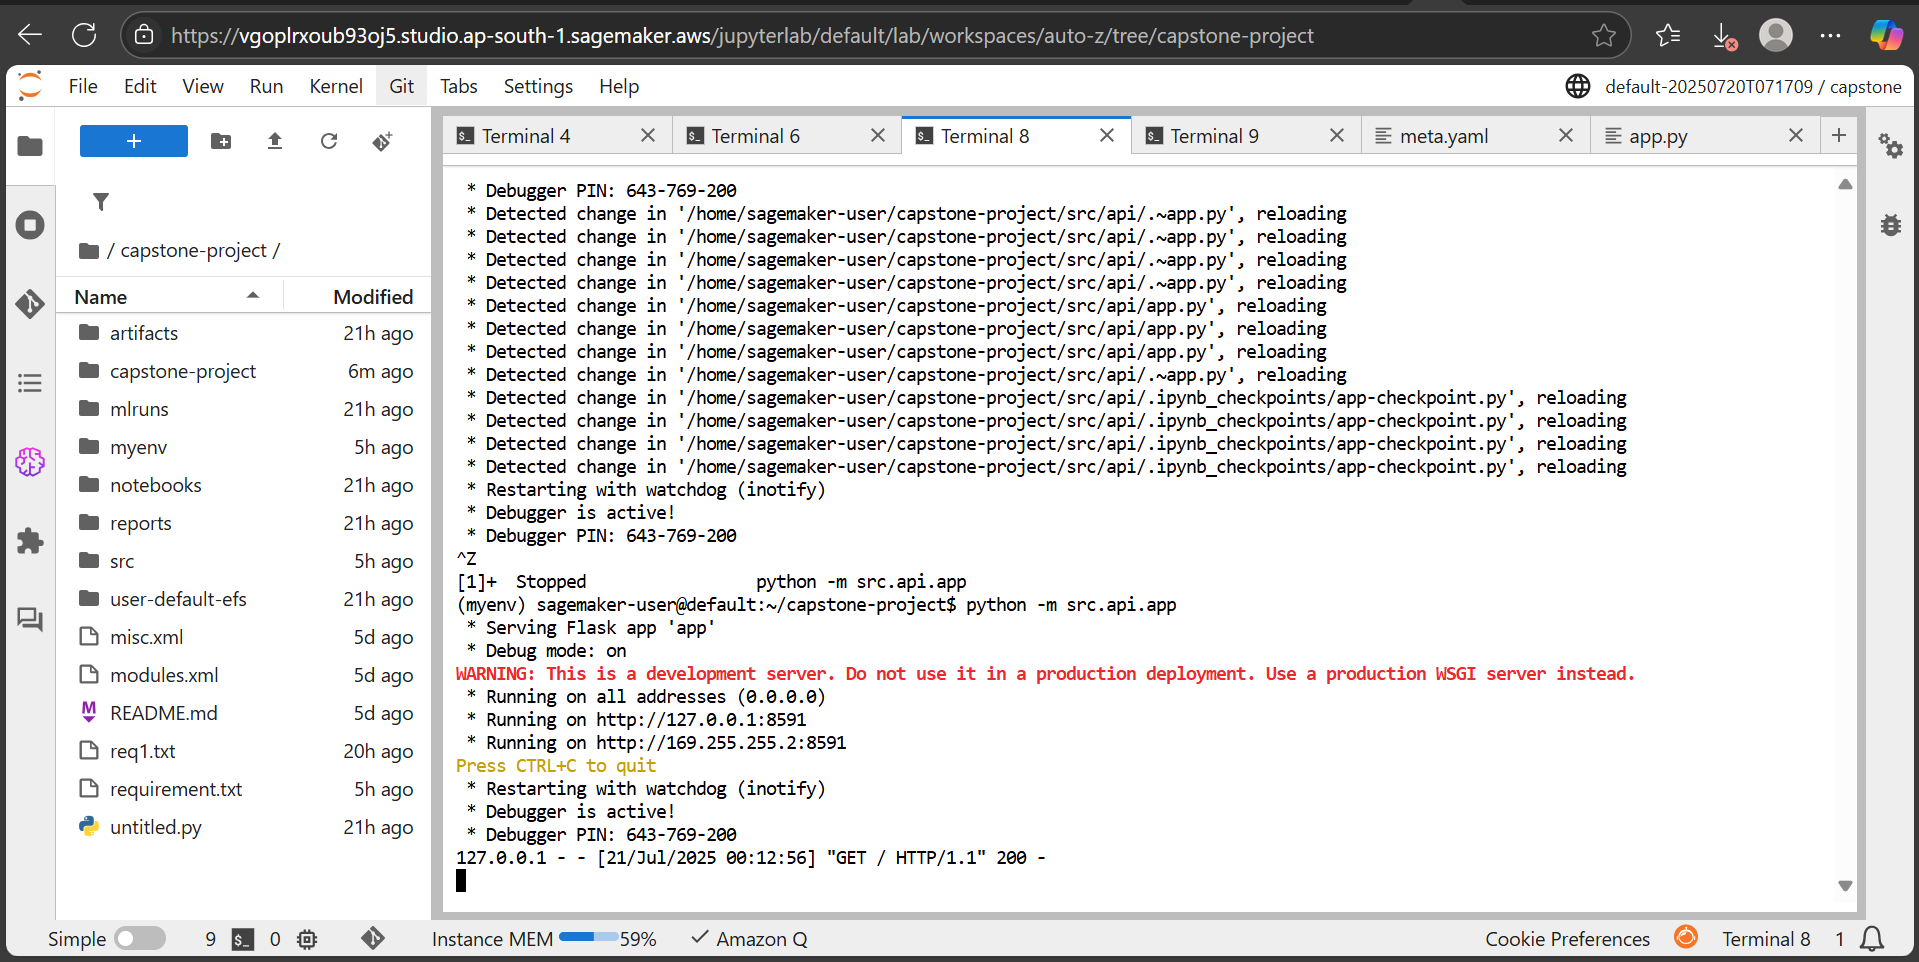 https://vgoplrxoub93oj5.studio.ap-south-1.sagemaker.aws/jupyterlab/default/lab/workspaces/auto-z/tree/capstone-project
File Edit View Run Kernel Git Tabs Settings Help
default-20250720T071709 / capstone
+
Terminal 4
Terminal 6
Terminal 8
Terminal 9
meta.yaml
app.py
/ capstone-project /
Name Modified
artifacts 21h ago
capstone-project 6m ago
mlruns 21h ago
myenv 5h ago
notebooks 21h ago
reports 21h ago
src 5h ago
user-default-efs 21h ago
misc.xml 5d ago
modules.xml 5d ago
README.md 5d ago
req1.txt 20h ago
requirement.txt 5h ago
untitled.py 21h ago
* Debugger PIN: 643-769-200
* Detected change in '/home/sagemaker-user/capstone-project/src/api/.~app.py', reloading
* Detected change in '/home/sagemaker-user/capstone-project/src/api/.~app.py', reloading
* Detected change in '/home/sagemaker-user/capstone-project/src/api/.~app.py', reloading
* Detected change in '/home/sagemaker-user/capstone-project/src/api/.~app.py', reloading
* Detected change in '/home/sagemaker-user/capstone-project/src/api/app.py', reloading
* Detected change in '/home/sagemaker-user/capstone-project/src/api/app.py', reloading
* Detected change in '/home/sagemaker-user/capstone-project/src/api/app.py', reloading
* Detected change in '/home/sagemaker-user/capstone-project/src/api/.~app.py', reloading
* Detected change in '/home/sagemaker-user/capstone-project/src/api/.ipynb_checkpoints/app-checkpoint.py', reloading
* Detected change in '/home/sagemaker-user/capstone-project/src/api/.ipynb_checkpoints/app-checkpoint.py', reloading
* Detected change in '/home/sagemaker-user/capstone-project/src/api/.ipynb_checkpoints/app-checkpoint.py', reloading
* Detected change in '/home/sagemaker-user/capstone-project/src/api/.ipynb_checkpoints/app-checkpoint.py', reloading
* Restarting with watchdog (inotify)
* Debugger is active!
* Debugger PIN: 643-769-200
^Z
[1]+ Stopped python -m src.api.app
(myenv) sagemaker-user@default:~/capstone-project$ python -m src.api.app
* Serving Flask app 'app'
* Debug mode: on
WARNING: This is a development server. Do not use it in a production deployment. Use a production WSGI server instead.
* Running on all addresses (0.0.0.0)
* Running on http://127.0.0.1:8591
* Running on http://169.255.255.2:8591
Press CTRL+C to quit
* Restarting with watchdog (inotify)
* Debugger is active!
* Debugger PIN: 643-769-200
127.0.0.1 - - [21/Jul/2025 00:12:56] "GET / HTTP/1.1" 200 -
Simple 9 $_ 0 Instance MEM 59% Amazon Q Cookie Preferences Terminal 8 1